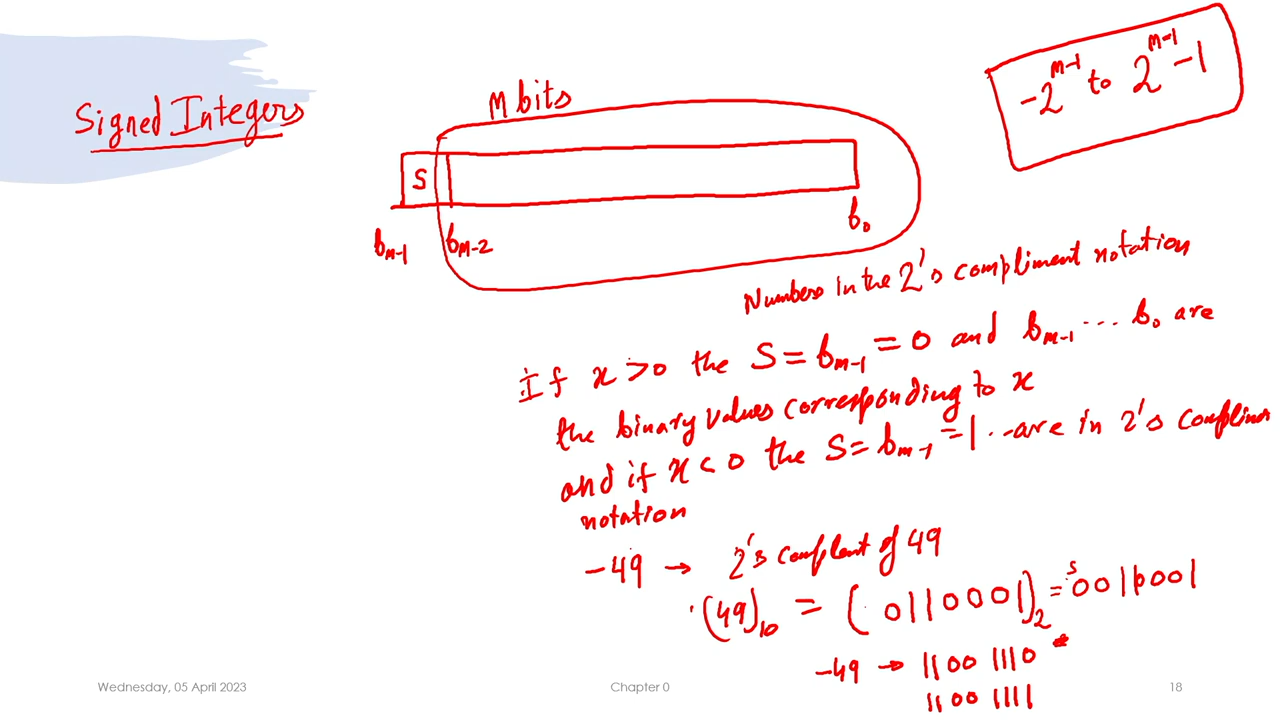 Signed Integers
M bits
-2^{m-1} to 2^{m-1} -1
S
b_{m-1} b_{m-2} b_0
Numbers in the 2's compliment notation
If x > 0 the S = b_{m-1} = 0 and b_{m-1} ... b_0 are
the binary values corresponding to x
and if x < 0 the S = b_{m-1} = 1 .. are in 2's
notation
-49 → 2's of 49
(49)_{10} = (0110001)_2 = 00110001
S
-49 → 1100 1110
1100 1111
Wednesday, 05 April 2023 Chapter 0 18